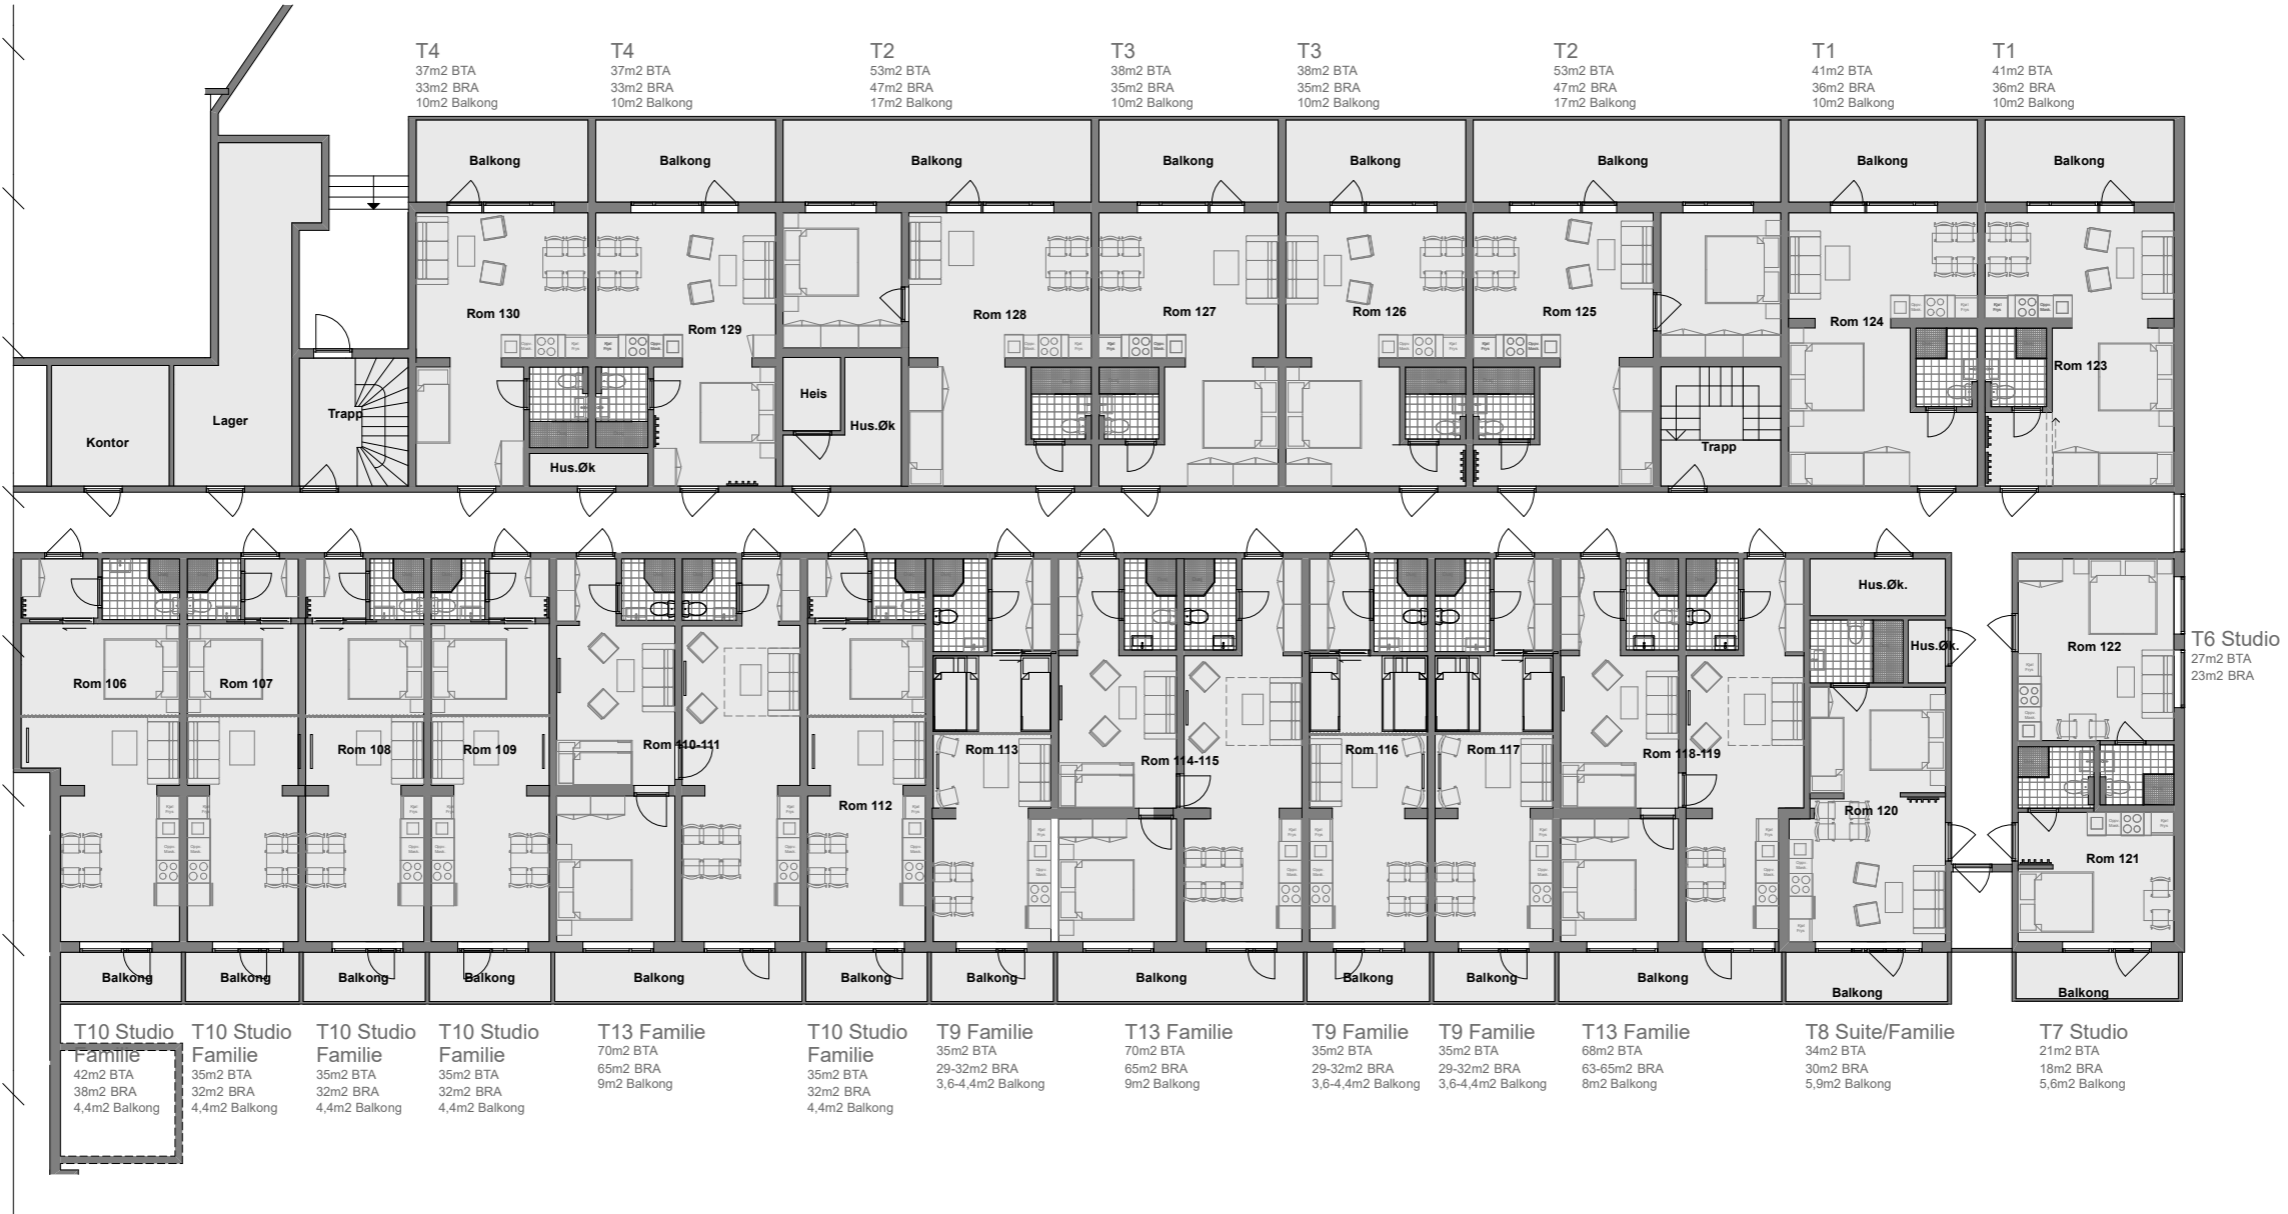 T4
37m2 BTA
33m2 BRA
10m2 Balkong
T4
37m2 BTA
33m2 BRA
10m2 Balkong
T2
53m2 BTA
47m2 BRA
17m2 Balkong
T3
38m2 BTA
35m2 BRA
10m2 Balkong
T3
38m2 BTA
35m2 BRA
10m2 Balkong
T2
53m2 BTA
47m2 BRA
17m2 Balkong
T1
41m2 BTA
36m2 BRA
10m2 Balkong
T1
41m2 BTA
36m2 BRA
10m2 Balkong
Balkong
Balkong
Balkong
Balkong
Balkong
Balkong
Balkong
Balkong
Rom 130
Rom 129
Rom 128
Rom 127
Rom 126
Rom 125
Rom 124
Rom 123
Kontor
Lager
Trapp
Hus.Øk
Heis
Hus.Øk
Trapp
Rom 106
Rom 107
Rom 108
Rom 109
Rom 110-111
Rom 112
Rom 113
Rom 114-115
Rom 116
Rom 117
Rom 118-119
Hus.Øk.
Hus.Øk.
Rom 120
Rom 122
Rom 121
T6 Studio
27m2 BTA
23m2 BRA
Balkong
Balkong
Balkong
Balkong
Balkong
Balkong
Balkong
Balkong
Balkong
Balkong
Balkong
Balkong
Balkong
T10 Studio
Familie
42m2 BTA
38m2 BRA
4,4m2 Balkong
T10 Studio
Familie
35m2 BTA
32m2 BRA
4,4m2 Balkong
T10 Studio
Familie
35m2 BTA
32m2 BRA
4,4m2 Balkong
T10 Studio
Familie
35m2 BTA
32m2 BRA
4,4m2 Balkong
T13 Familie
70m2 BTA
65m2 BRA
9m2 Balkong
T10 Studio
Familie
35m2 BTA
32m2 BRA
4,4m2 Balkong
T9 Familie
35m2 BTA
29-32m2 BRA
3,6-4,4m2 Balkong
T13 Familie
70m2 BTA
65m2 BRA
9m2 Balkong
T9 Familie
35m2 BTA
29-32m2 BRA
3,6-4,4m2 Balkong
T9 Familie
35m2 BTA
29-32m2 BRA
3,6-4,4m2 Balkong
T13 Familie
68m2 BTA
63-65m2 BRA
8m2 Balkong
T8 Suite/Familie
34m2 BTA
30m2 BRA
5,9m2 Balkong
T7 Studio
21m2 BTA
18m2 BRA
5,6m2 Balkong